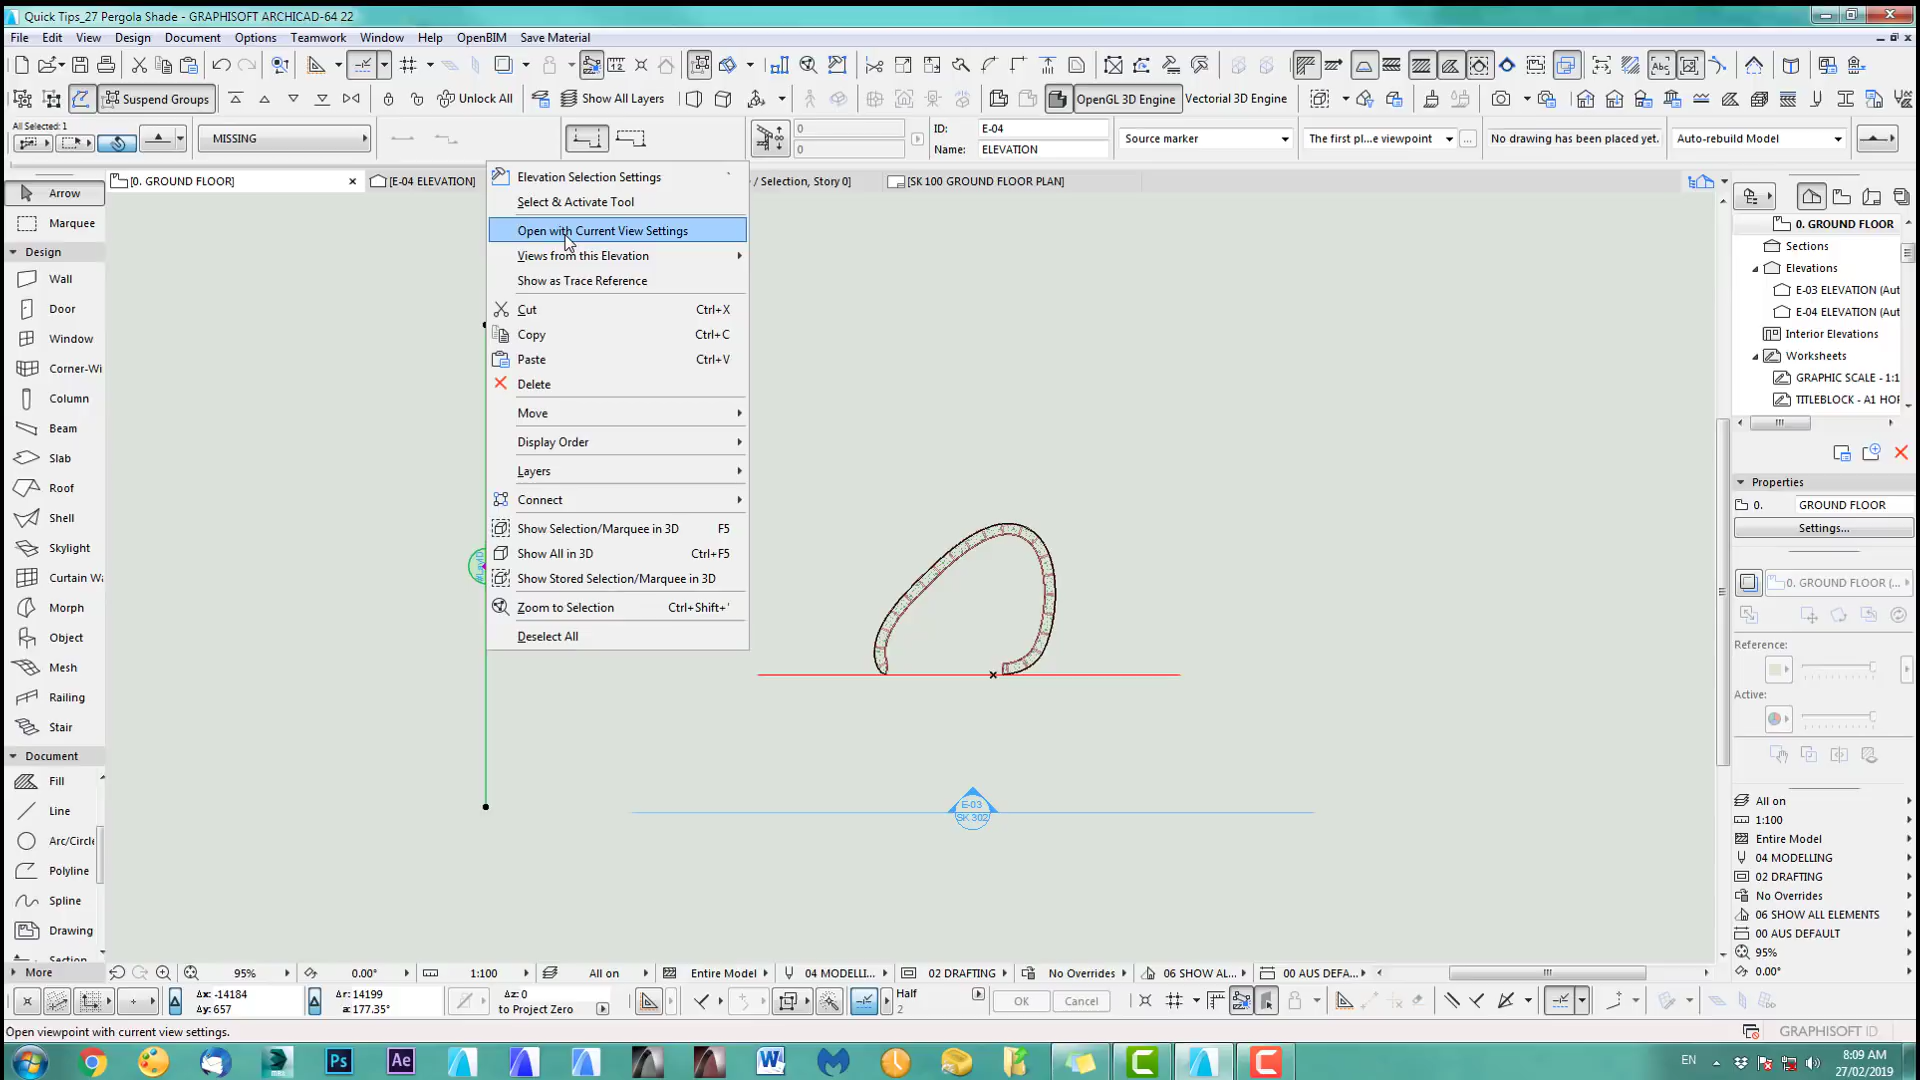 Quick Tips_27 Pergola Shade - GRAPHISOFT ARCHICAD-64 22
File Edit View Design Document Options Teamwork Window Help OpenBIM Save Material
Suspend Groups
Unlock All
Show All Layers
OpenGL 3D Engine
Vectorial 3D Engine
All Selected: 1
MISSING
0
0
ID: E-04
Name: ELEVATION
Source marker
The first pl...e viewpoint
No drawing has been placed yet.
Auto-rebuild Model
[0. GROUND FLOOR]
[E-04 ELEVATION]
/ Selection, Story 0]
[SK 100 GROUND FLOOR PLAN]
Arrow
Marquee
Design
Wall
Door
Window
Corner-Wi
Column
Beam
Slab
Roof
Shell
Skylight
Curtain Wa
Morph
Object
Mesh
Railing
Stair
Document
Fill
Line
Arc/Circle
Polyline
Spline
Drawing
Section
More
Elevation Selection Settings
Select & Activate Tool
Open with Current View Settings
Views from this Elevation
Show as Trace Reference
Cut Ctrl+X
Copy Ctrl+C
Paste Ctrl+V
Delete
Move
Display Order
Layers
Connect
Show Selection/Marquee in 3D F5
Show All in 3D Ctrl+F5
Show Stored Selection/Marquee in 3D
Zoom to Selection Ctrl+Shift+'
Deselect All
E-03
SK 302
0. GROUND FLOOR
Sections
Elevations
E-03 ELEVATION (Aut
E-04 ELEVATION (Aut
Interior Elevations
Worksheets
GRAPHIC SCALE - 1:1
TITLEBLOCK - A1 HOR
Properties
0. GROUND FLOOR
Settings...
0. GROUND FLOOR (...
Reference:
Active:
All on
1:100
Entire Model
04 MODELLING
02 DRAFTING
No Overrides
06 SHOW ALL ELEMENTS
00 AUS DEFAULT
95%
0.00°
95% 0.00° 1:100 All on Entire Model 04 MODELLI... 02 DRAFTING No Overrides 06 SHOW AL... 00 AUS DEFA...
Δx: -14184
Δy: 657
Δr: 14199
a: 177.35°
Δz: 0
to Project Zero
Half
2
OK
Cancel
Open viewpoint with current view settings.
GRAPHISOFT ID
Ps
Ae
EN
8:09 AM
27/02/2019